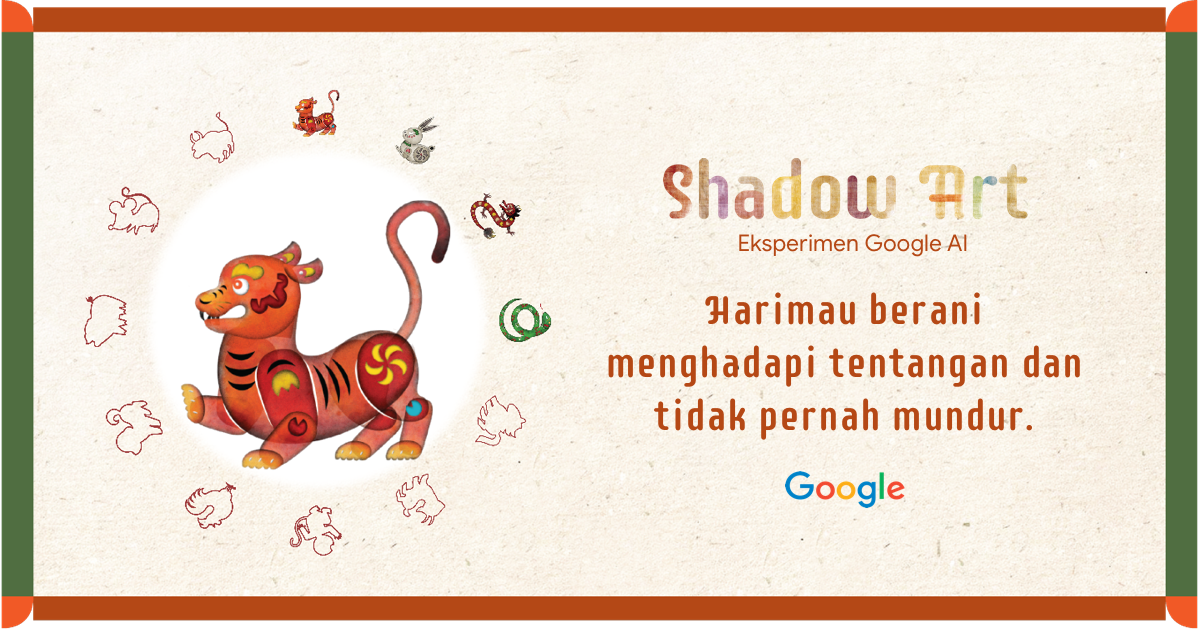 Shadow Art
Eksperimen Google AI
Harimau berani
menghadapi tentangan dan
tidak pernah mundur.
Google